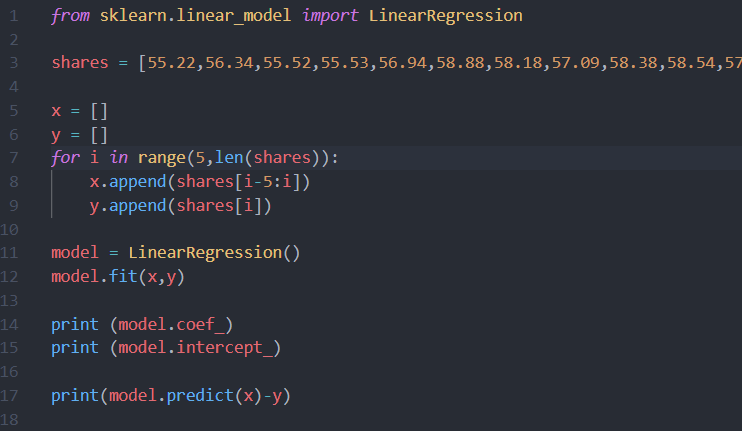 1 from sklearn.linear_model import LinearRegression
2
3 shares = [55.22,56.34,55.52,55.53,56.94,58.88,58.18,57.09,58.38,58.54,57
4
5 x = []
6 y = []
7 for i in range(5,len(shares)):
8     x.append(shares[i-5:i])
9     y.append(shares[i])
10
11 model = LinearRegression()
12 model.fit(x,y)
13
14 print (model.coef_)
15 print (model.intercept_)
16
17 print(model.predict(x)-y)
18